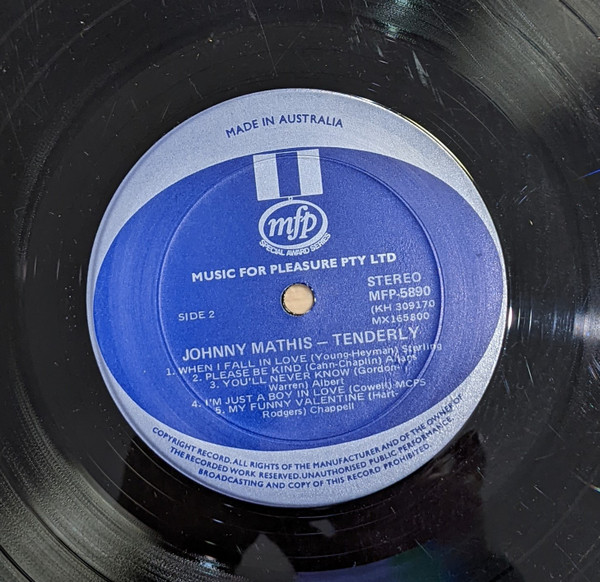 MADE IN AUSTRALIA
mfp
SPECIAL AWARD SERIES
MUSIC FOR PLEASURE PTY LTD
STEREO
MFP-5890
(KH 309170
MX165800
SIDE 2
JOHNNY MATHIS – TENDERLY
1. WHEN I FALL IN LOVE (Young-Heyman) Sterling
2. PLEASE BE KIND (Cahn-Chaplin) Allans
3. YOU'LL NEVER KNOW (Gordon-
Warren) Albert
4. I'M JUST A BOY IN LOVE (Cowell) MCPS
5. MY FUNNY VALENTINE (Hart-
Rodgers) Chappell
COPYRIGHT RECORD. ALL RIGHTS OF THE MANUFACTURER AND OF THE OWNER OF
THE RECORDED WORK RESERVED. UNAUTHORISED PUBLIC PERFORMANCE,
BROADCASTING AND COPY OF THIS RECORD PROHIBITED.